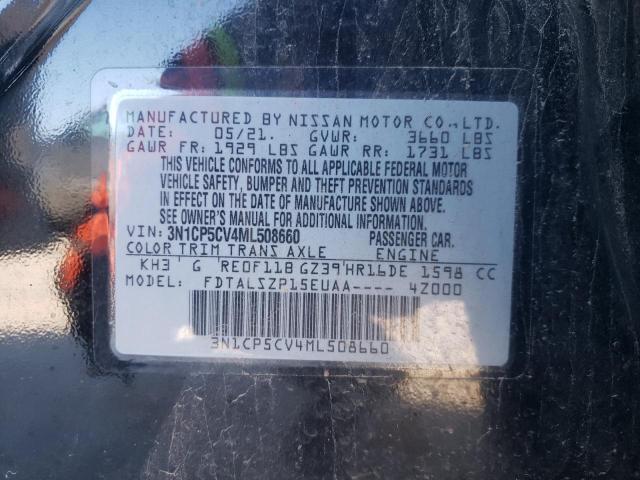 MANUFACTURED BY NISSAN MOTOR CO.,LTD.
DATE: 05/21. GVWR: 3660 LBS
GAWR FR: 1929 LBS GAWR RR: 1731 LBS
THIS VEHICLE CONFORMS TO ALL APPLICABLE FEDERAL MOTOR
VEHICLE SAFETY, BUMPER AND THEFT PREVENTION STANDARDS
IN EFFECT ON THE DATE OF MANUFACTURE SHOWN ABOVE.
SEE OWNER'S MANUAL FOR ADDITIONAL INFORMATION.
VIN: 3N1CP5CV4ML508660 PASSENGER CAR.
COLOR TRIM TRANS AXLE ENGINE
KH3 G RE0F11B GZ39 HR16DE 1598 CC
MODEL: FDTALSZP15EUAA---- 4Z000
3N1CP5CV4ML508660